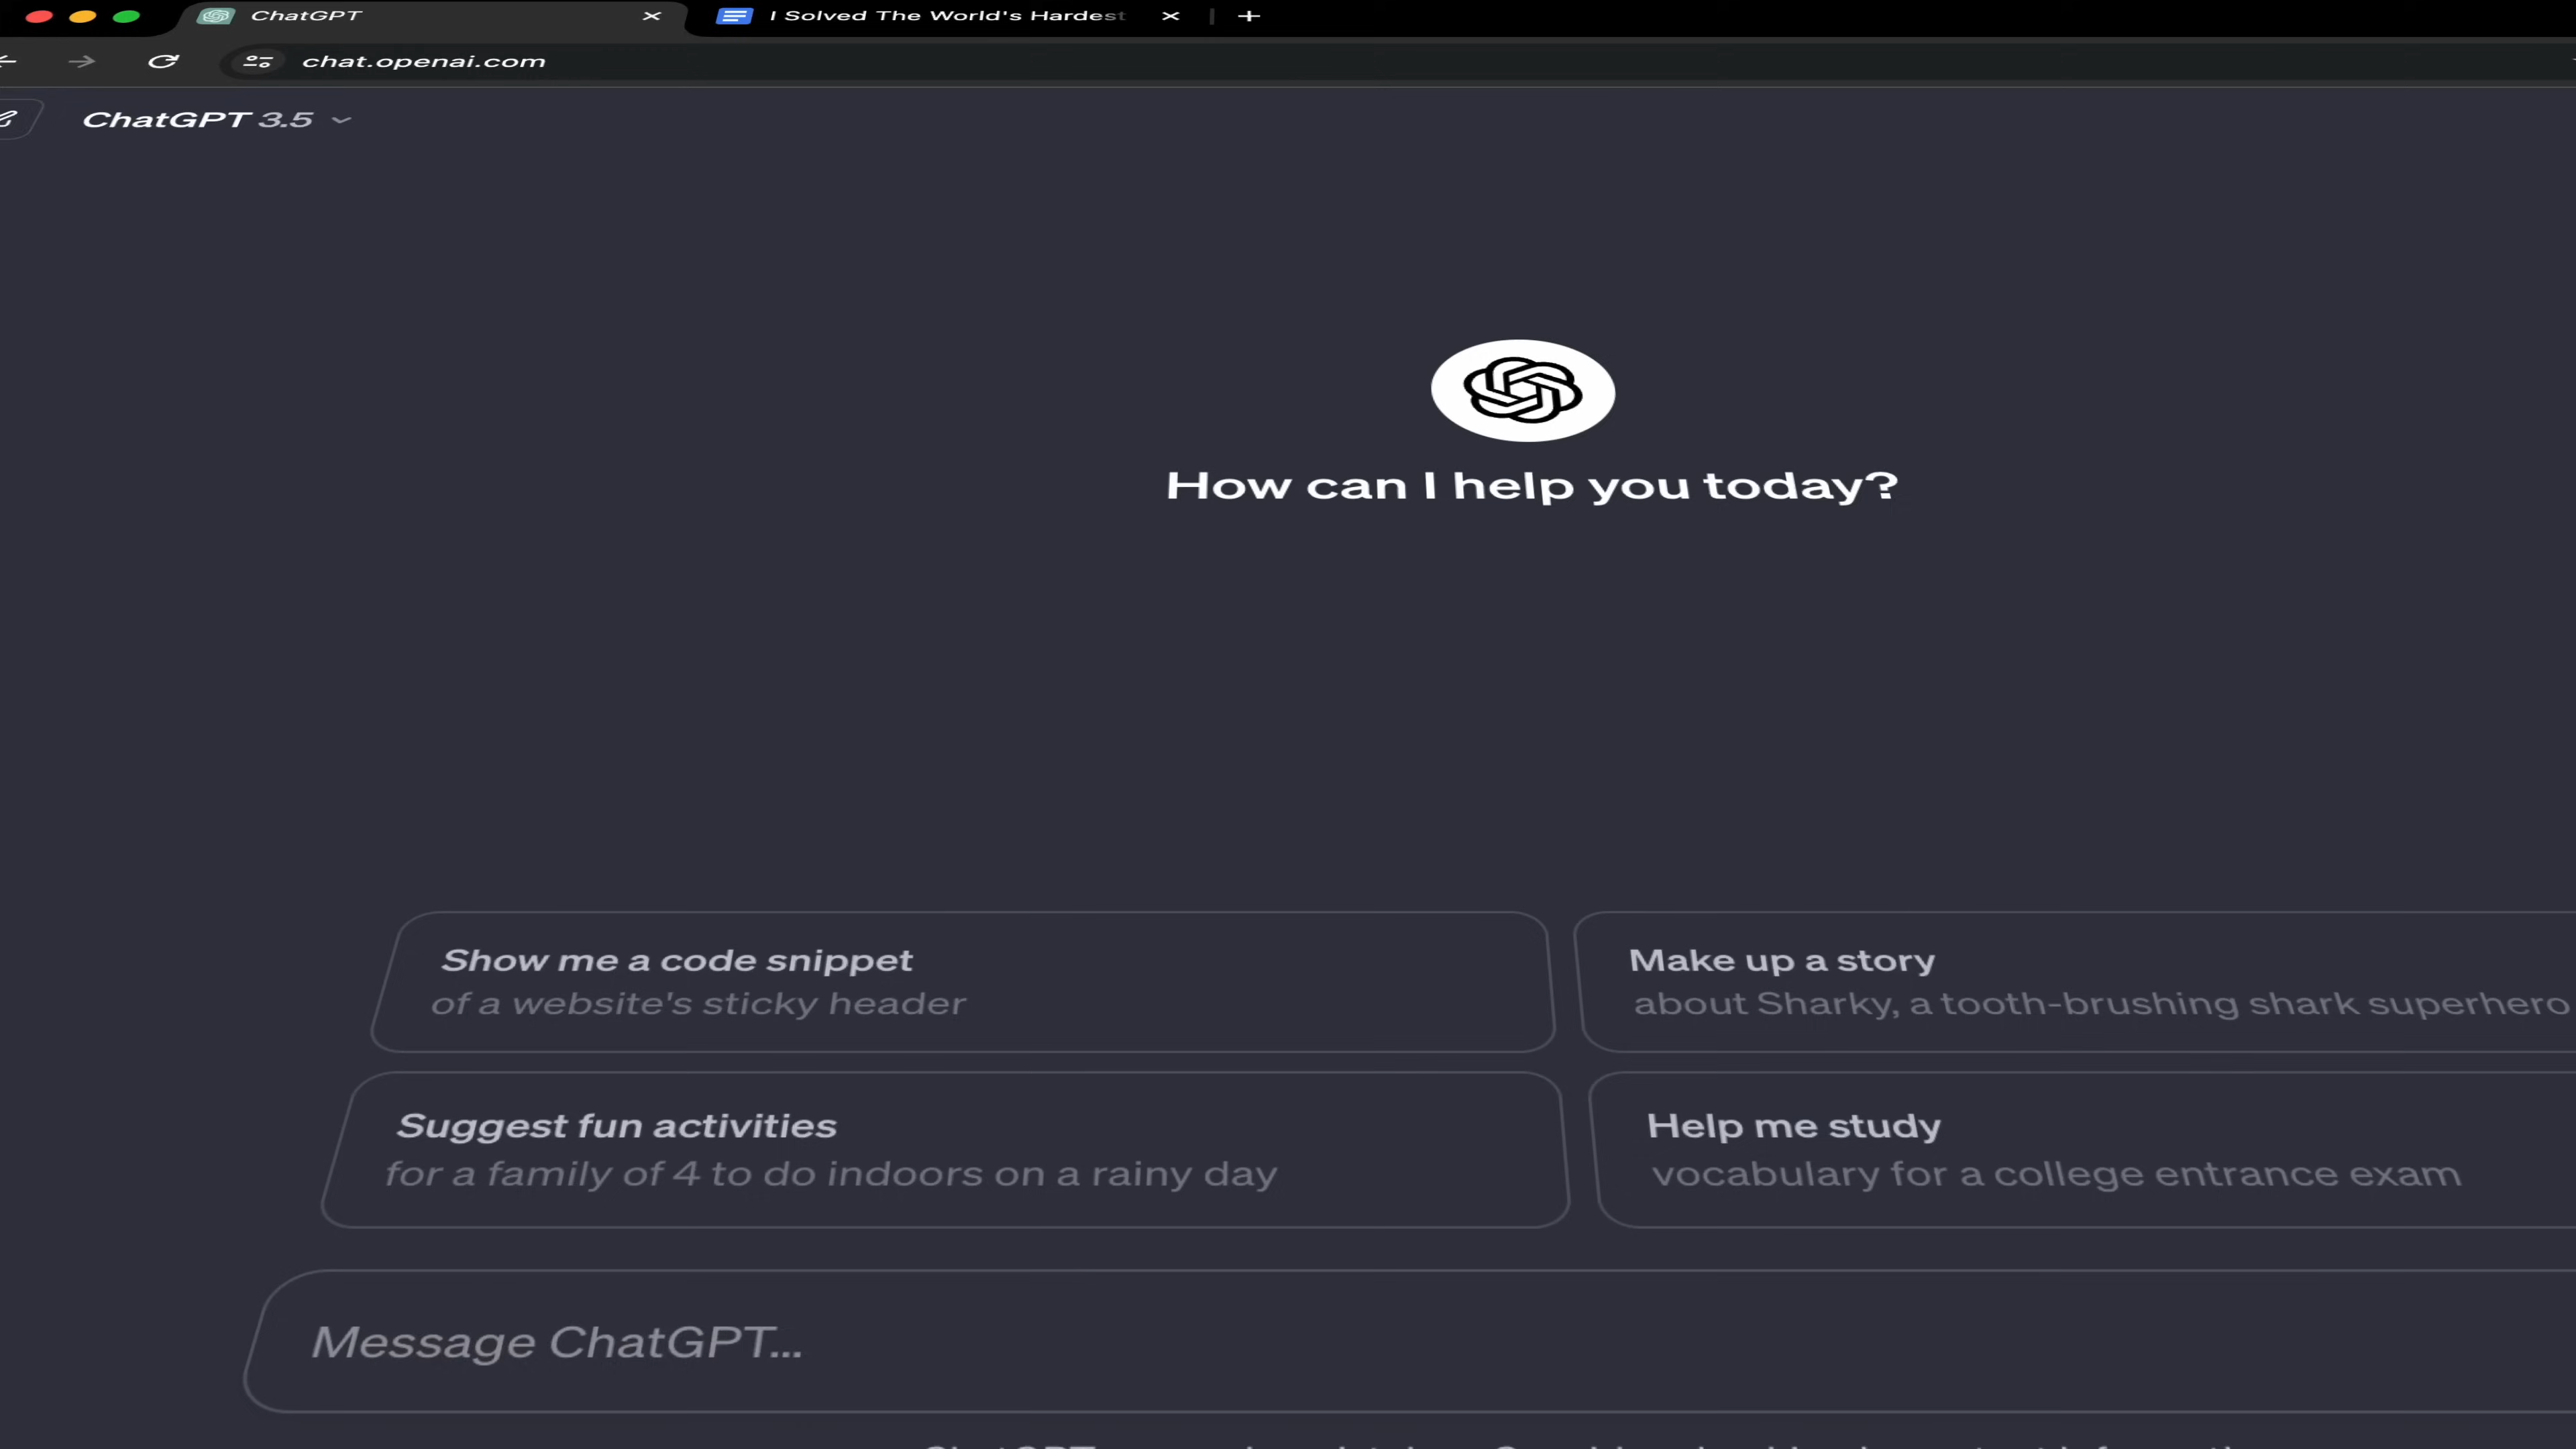 ChatGPT
I Solved The World's Hardest
chat.openai.com
ChatGPT 3.5
How can I help you today?
Show me a code snippet
of a website's sticky header
Make up a story
about Sharky, a tooth-brushing shark superhero
Suggest fun activities
for a family of 4 to do indoors on a rainy day
Help me study
vocabulary for a college entrance exam
Message ChatGPT...